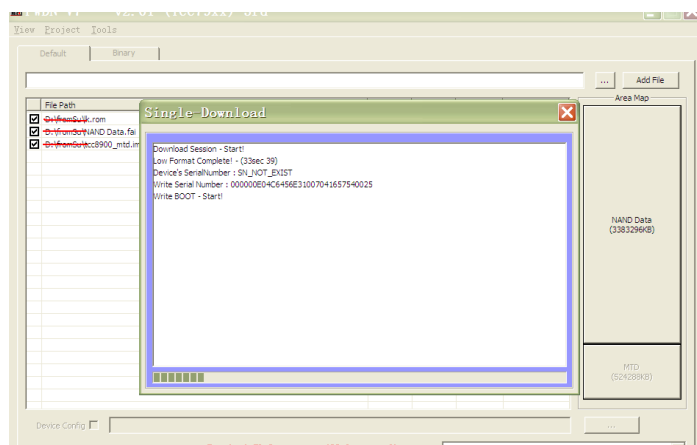 View Project Tools
Default Binary
... Add File
File Path
Area Map
D:\fromSu\k.rom
D:\fromSu\NAND Data.fai
D:\fromSu\tcc8900_mtd.im
Single-Download
Download Session - Start!
Low Format Complete! - (33sec 39)
Device's SerialNumber : SN_NOT_EXIST
Write Serial Number : 000000E04C6456E31007041657540025
Write BOOT - Start!
NAND Data
(3383296KB)
MTD
(524288KB)
Device Config
...